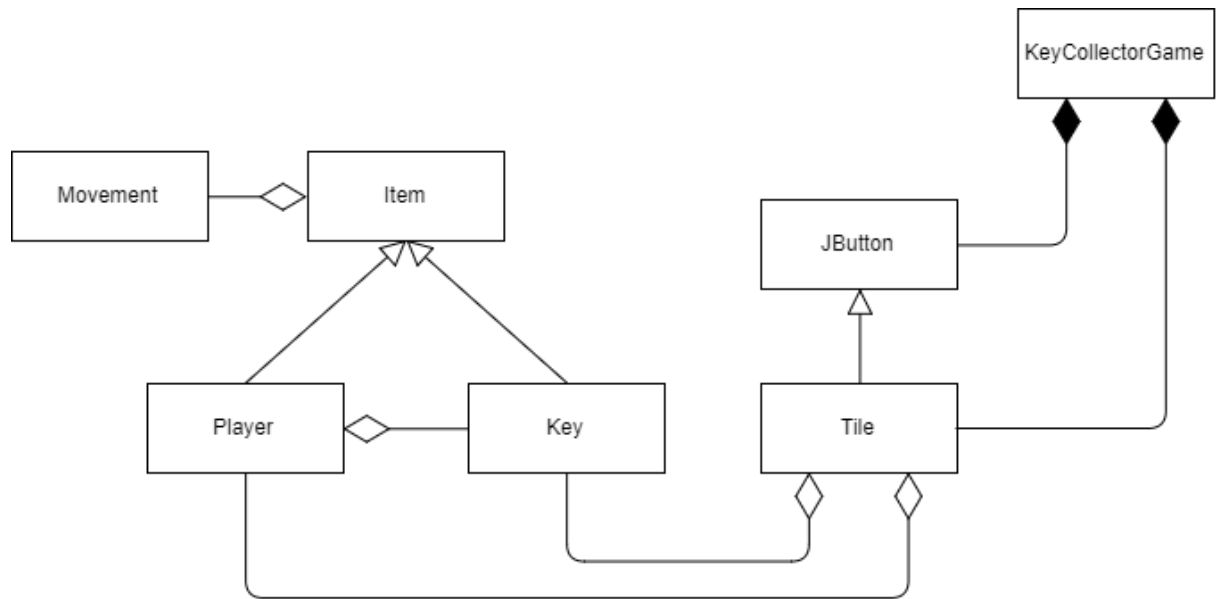 KeyCollectorGame
Movement
Item
JButton
Player
Key
Tile